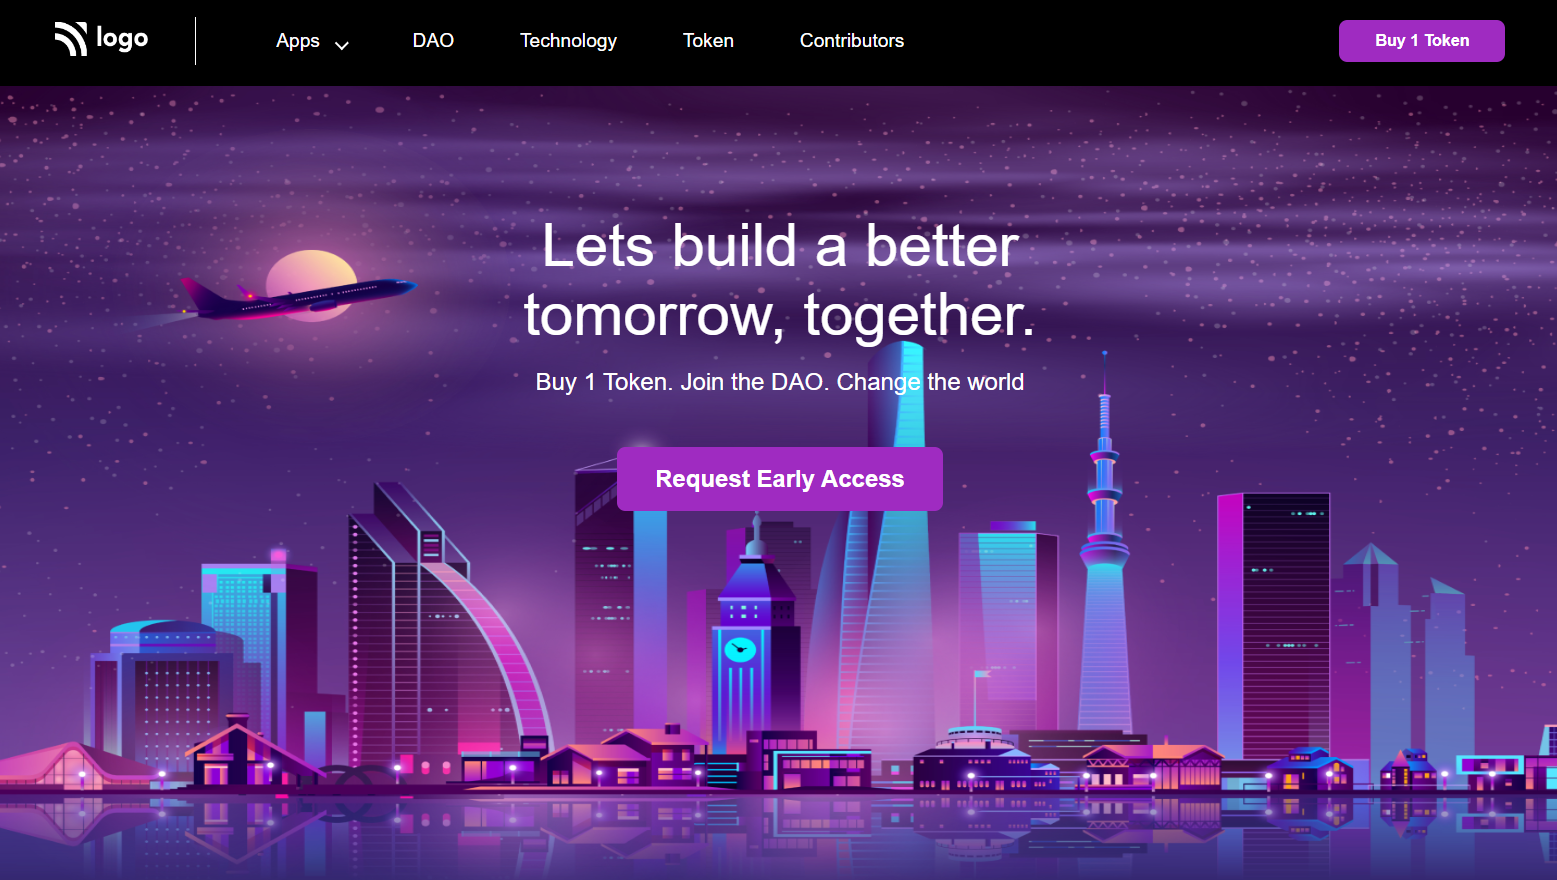 logo
Apps
DAO
Technology
Token
Contributors
Buy 1 Token
Lets build a better
tomorrow, together.
Buy 1 Token. Join the DAO. Change the world
Request Early Access